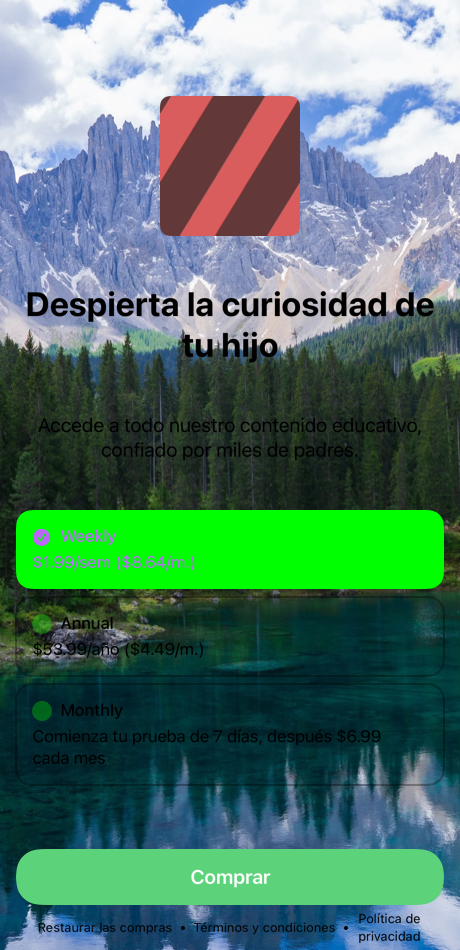 Despierta la curiosidad de
tu hijo
Accede a todo nuestro contenido educativo,
confiado por miles de padres.
Weekly
$1.99/sem ($8.64/m.)
Annual
$53.99/año ($4.49/m.)
Monthly
Comienza tu prueba de 7 días, después $6.99
cada mes
Comprar
Restaurar las compras • Términos y condiciones • Política de
privacidad